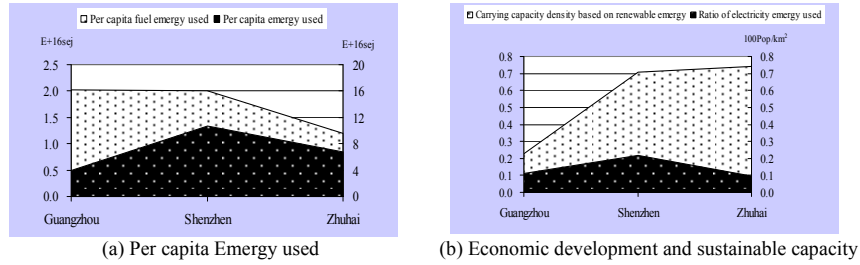 Per capita fuel emergy used Per capita emergy used
E+16sej E+16sej
2.5 20
2.0 16
1.5 12
1.0 8
0.5 4
0.0 0
Guangzhou Shenzhen Zhuhai
(a) Per capita Emergy used
Carrying capacity density based on renewable emergy Ratio of electricity emergy used
100Pop/km²
0.8 0.8
0.7 0.7
0.6 0.6
0.5 0.5
0.4 0.4
0.3 0.3
0.2 0.2
0.1 0.1
0.0 0.0
Guangzhou Shenzhen Zhuhai
(b) Economic development and sustainable capacity